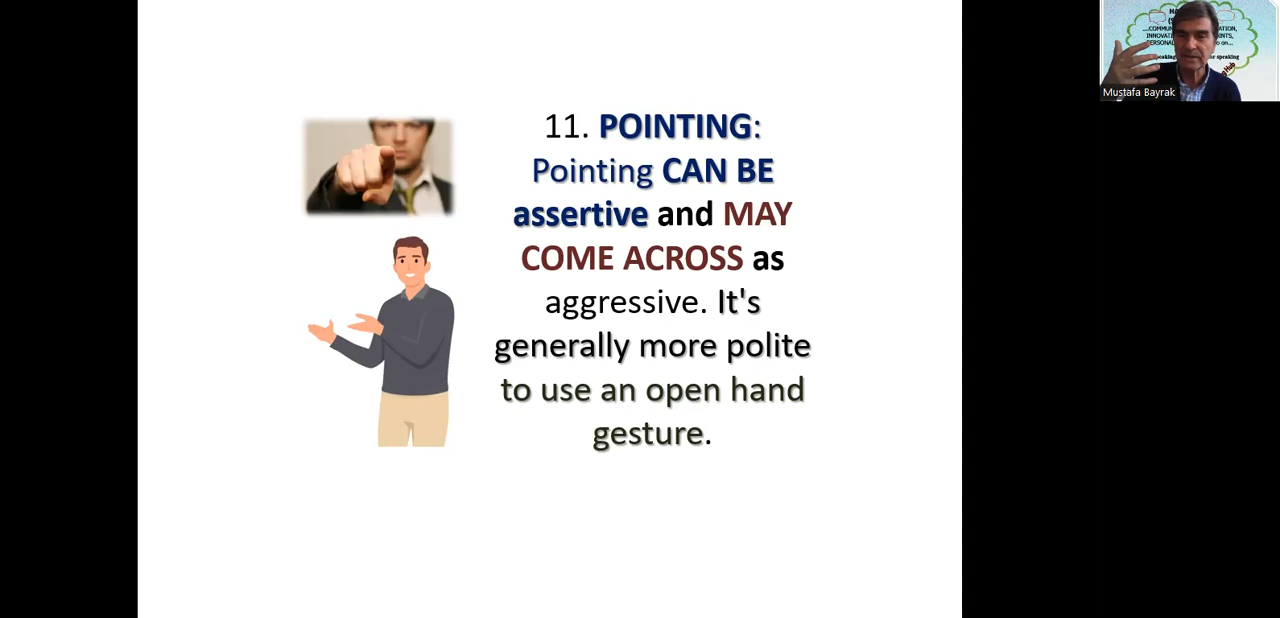 11. POINTING:
Pointing CAN BE
assertive and MAY
COME ACROSS as
aggressive. It's
generally more polite
to use an open hand
gesture.
Mustafa Bayrak